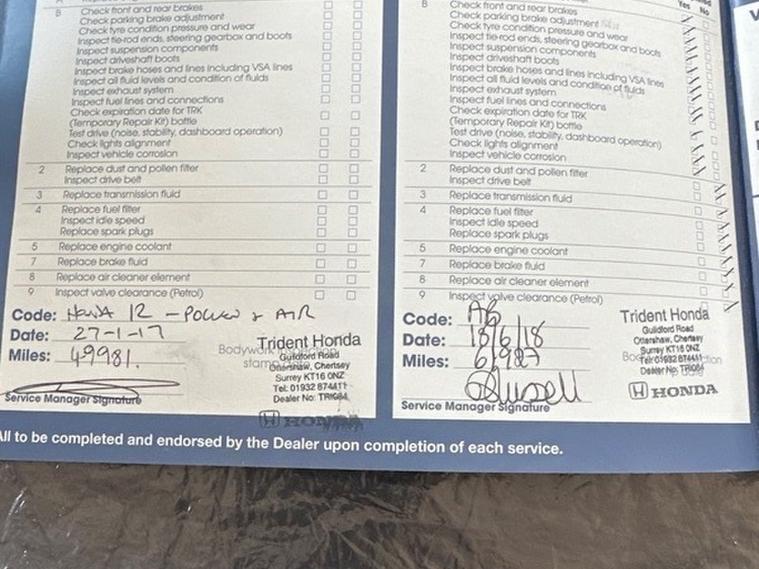 B Check front and rear brakes
Check parking brake adjustment
Check tyre condition pressure and wear
Inspect tie-rod ends, steering gearbox and boots
Inspect suspension components
Inspect driveshaft boots
Inspect brake hoses and lines including VSA lines
Inspect all fluid levels and condition of fluids
Inspect exhaust system
Inspect fuel lines and connections
Check expiration date for TRK
(Temporary Repair Kit) bottle
Test drive (noise, stability, dashboard operation)
Check lights alignment
Inspect vehicle corrosion
2 Replace dust and pollen filter
Inspect drive belt
3 Replace transmission fluid
4 Replace fuel filter
Inspect idle speed
Replace spark plugs
5 Replace engine coolant
7 Replace brake fluid
8 Replace air cleaner element
9 Inspect valve clearance (Petrol)
Code: HONDA 12 - POLLEN + AIR
Date: 27-1-17
Miles: 49981.
Trident Honda
Guildford Road
Ottershaw, Chertsey
Surrey KT16 0NZ
Tel: 01932 874411
Dealer No: TRI084
HONDA
Service Manager Signature
Yes No
B Check front and rear brakes
Check parking brake adjustment
Check tyre condition pressure and wear
Inspect tie-rod ends, steering gearbox and boots
Inspect suspension components
Inspect driveshaft boots
Inspect brake hoses and lines including VSA lines
Inspect all fluid levels and condition of fluids
Inspect exhaust system
Inspect fuel lines and connections
Check expiration date for TRK
(Temporary Repair Kit) bottle
Test drive (noise, stability, dashboard operation)
Check lights alignment
Inspect vehicle corrosion
2 Replace dust and pollen filter
Inspect drive belt
3 Replace transmission fluid
4 Replace fuel filter
Inspect idle speed
Replace spark plugs
5 Replace engine coolant
7 Replace brake fluid
8 Replace air cleaner element
9 Inspect valve clearance (Petrol)
Code: AB
Date: 18/6/18
Miles: 61987
Trident Honda
Guildford Road
Ottershaw, Chertsey
Surrey KT16 0NZ
Tel: 01932 874411
Dealer No: TRI084
HONDA
Service Manager Signature
All to be completed and endorsed by the Dealer upon completion of each service.